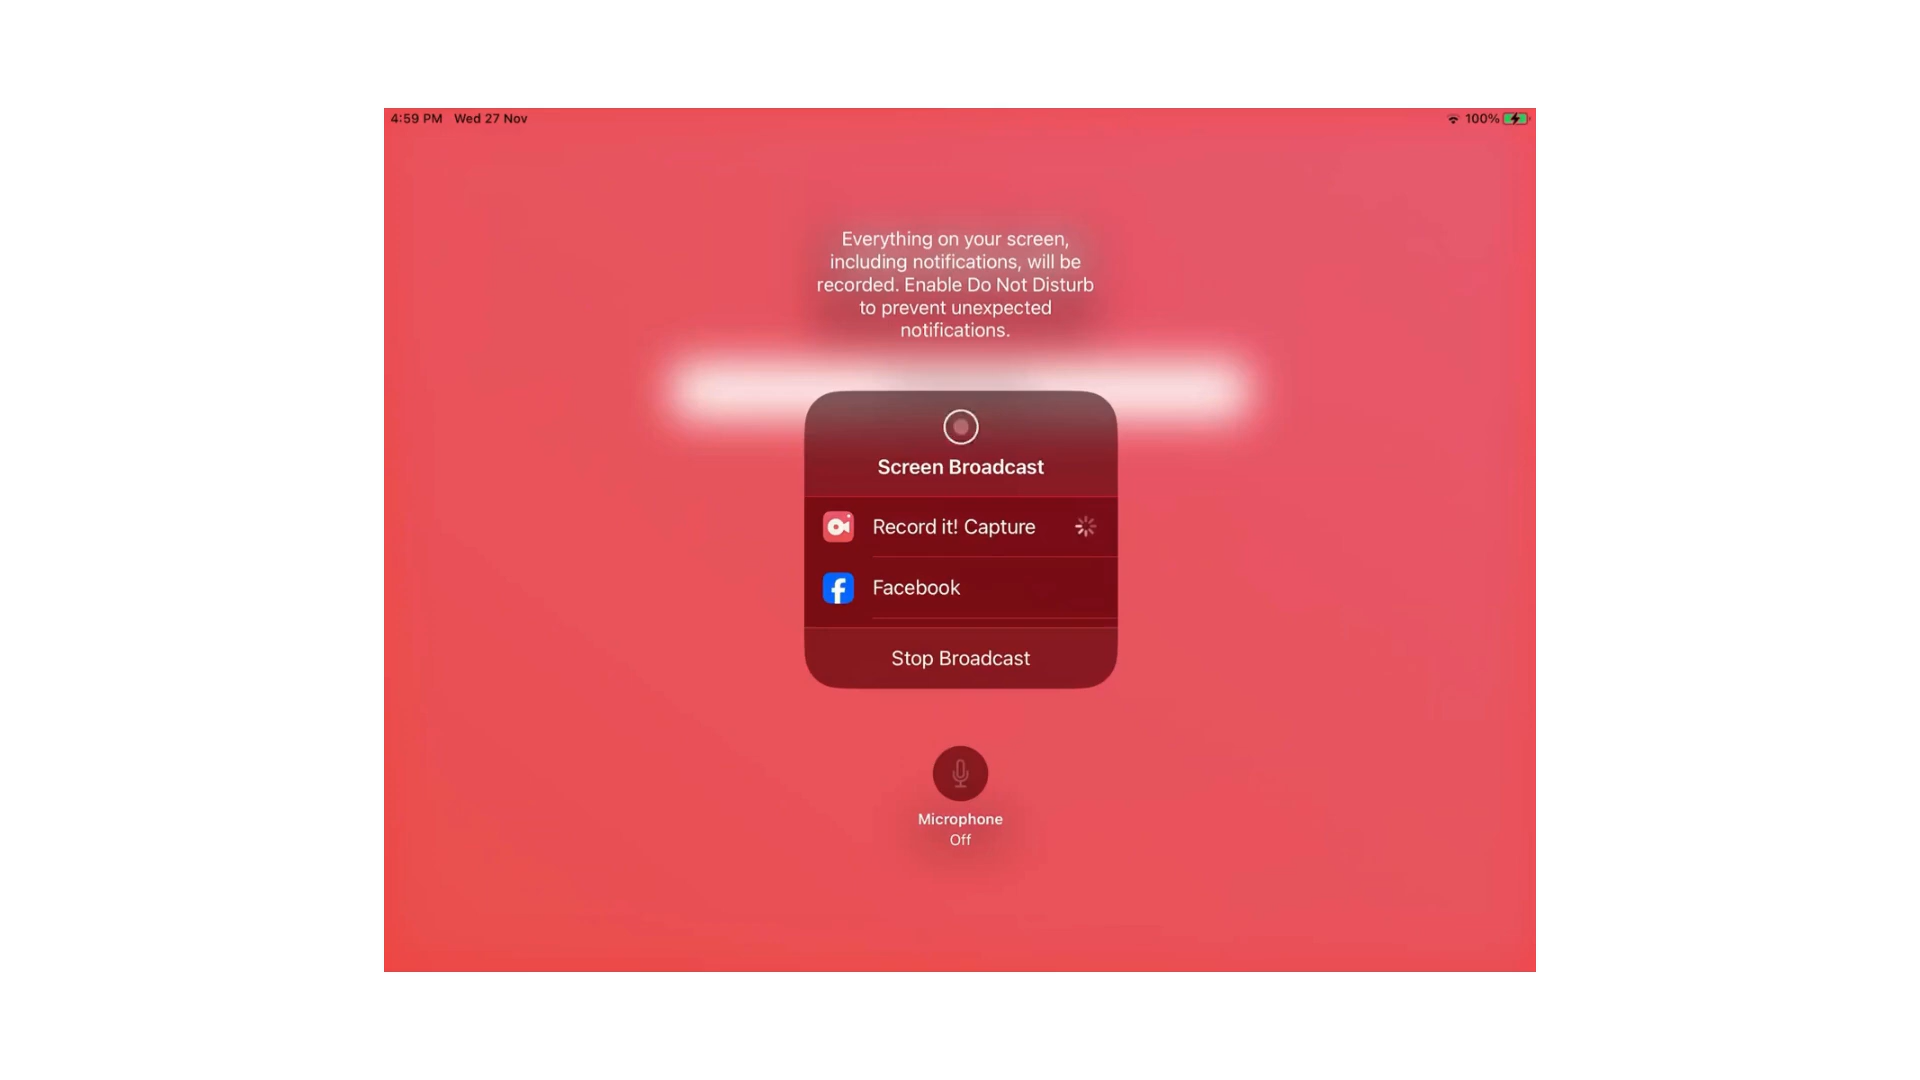 4:59 PM Wed 27 Nov
100%
Everything on your screen,
including notifications, will be
recorded. Enable Do Not Disturb
to prevent unexpected
notifications.
Screen Broadcast
Record it! Capture
Facebook
Stop Broadcast
Microphone
Off